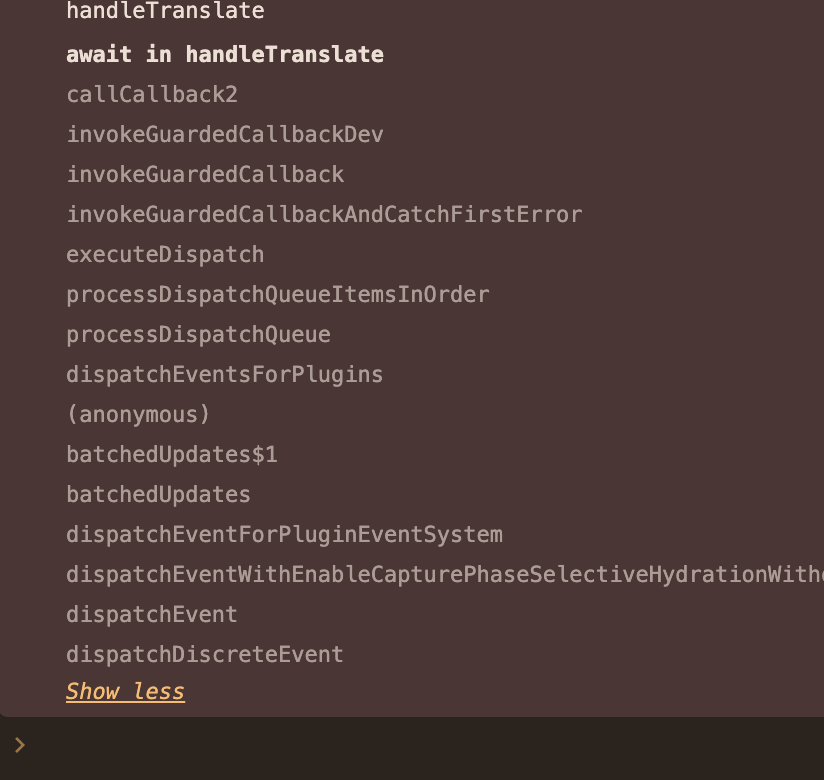 handleTranslate
await in handleTranslate
callCallback2
invokeGuardedCallbackDev
invokeGuardedCallback
invokeGuardedCallbackAndCatchFirstError
executeDispatch
processDispatchQueueItemsInOrder
processDispatchQueue
dispatchEventsForPlugins
(anonymous)
batchedUpdates$1
batchedUpdates
dispatchEventForPluginEventSystem
dispatchEventWithEnableCapturePhaseSelectiveHydrationWith
dispatchEvent
dispatchDiscreteEvent
Show less